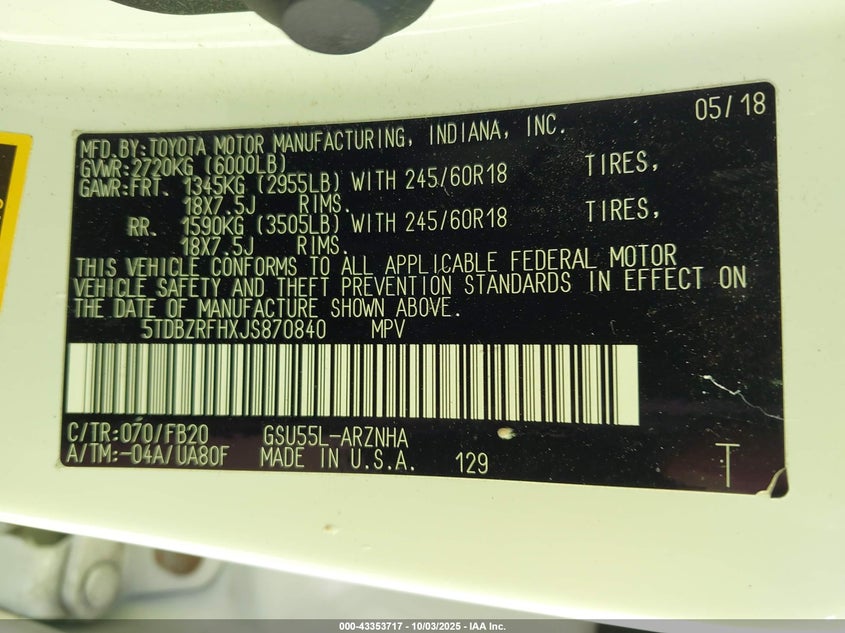 05/18
MFD.BY:TOYOTA MOTOR MANUFACTURING, INDIANA, INC.
GVWR:2720KG (6000LB)
GAWR:FRT. 1345KG (2955LB) WITH 245/60R18 TIRES,
18X7.5J RIMS.
RR. 1590KG (3505LB) WITH 245/60R18 TIRES,
18X7.5J RIMS.
THIS VEHICLE CONFORMS TO ALL APPLICABLE FEDERAL MOTOR
VEHICLE SAFETY AND THEFT PREVENTION STANDARDS IN EFFECT ON
THE DATE OF MANUFACTURE SHOWN ABOVE.
5TDBZRFHXJS870840 MPV
C/TR:070/FB20 GSU55L-ARZNHA
A/TM:-04A/UA80F MADE IN U.S.A. 129 T
000-43353717 - 10/03/2025 - IAA Inc.